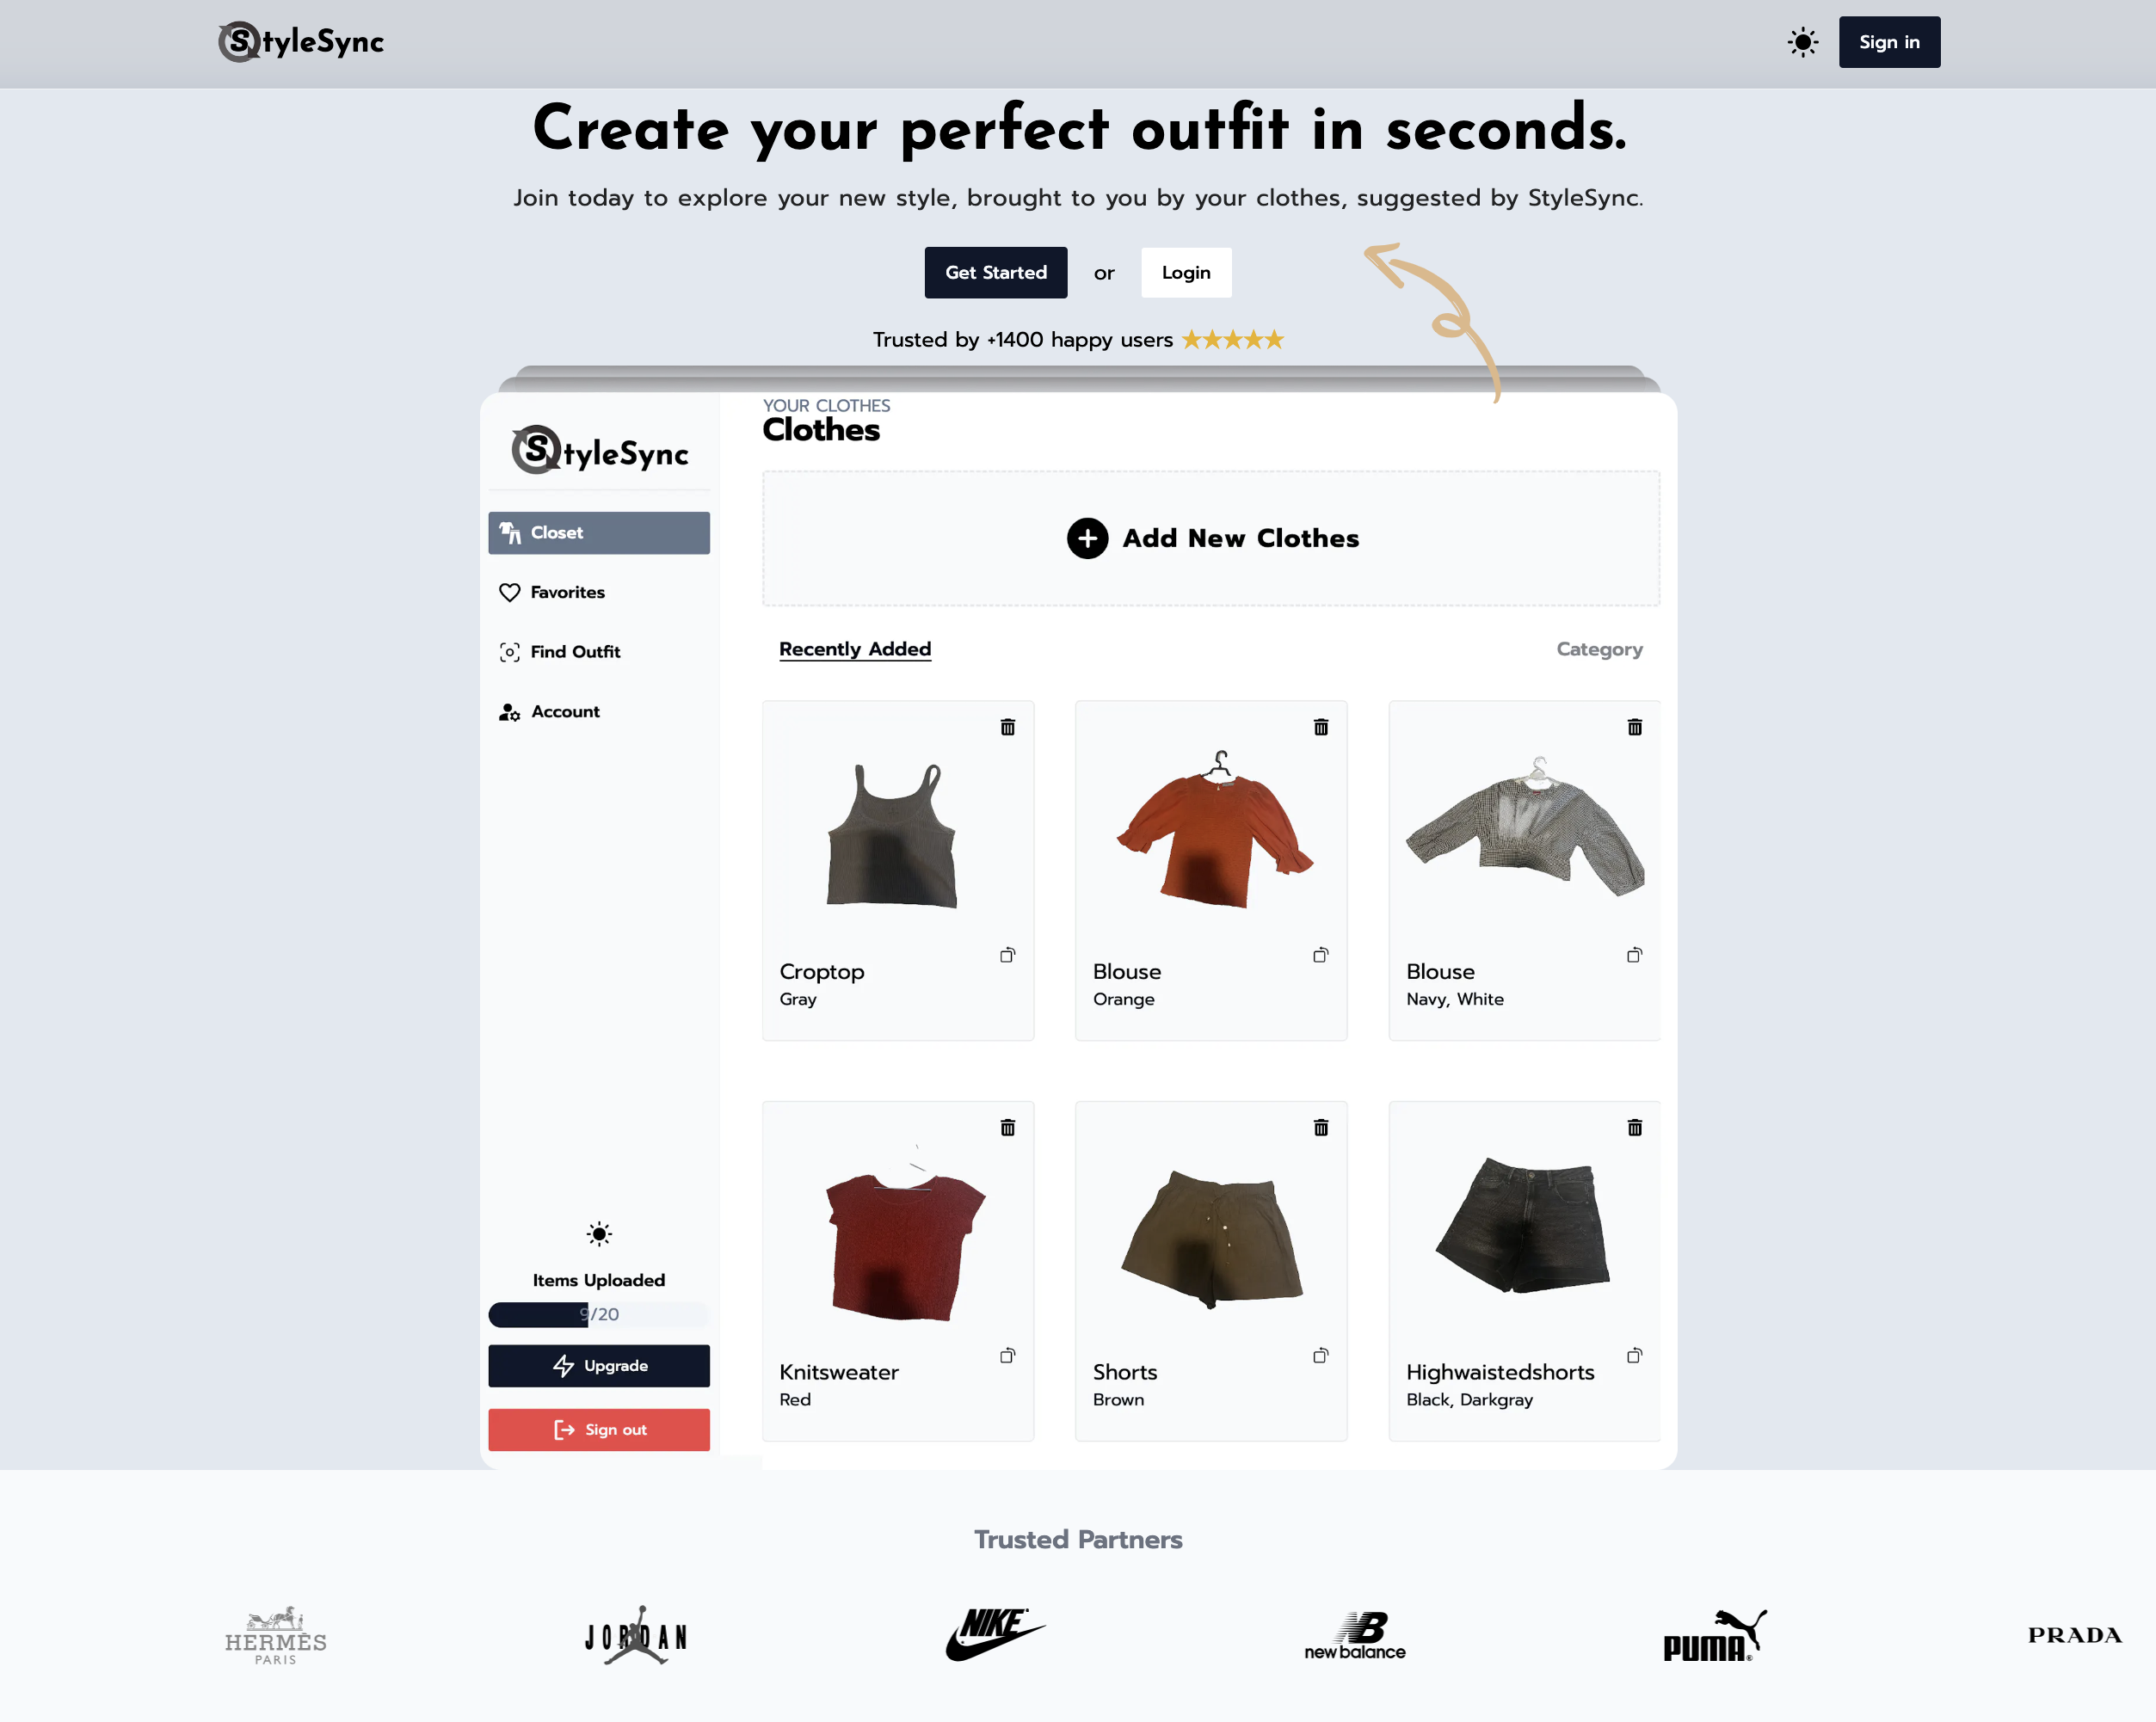 StyleSync
Sign in
Create your perfect outfit in seconds.
Join today to explore your new style, brought to you by your clothes, suggested by StyleSync.
Get Started or Login
Trusted by +1400 happy users
StyleSync
Closet
Favorites
Find Outfit
Account
Items Uploaded
9/20
Upgrade
Sign out
YOUR CLOTHES
Clothes
Add New Clothes
Recently Added
Category
Croptop
Gray
Blouse
Orange
Blouse
Navy, White
Knitsweater
Red
Shorts
Brown
Highwaistedshorts
Black, Darkgray
Trusted Partners
HERMÈS
PARIS
JORDAN
NIKE
NB
new balance
PUMA®
PRADA